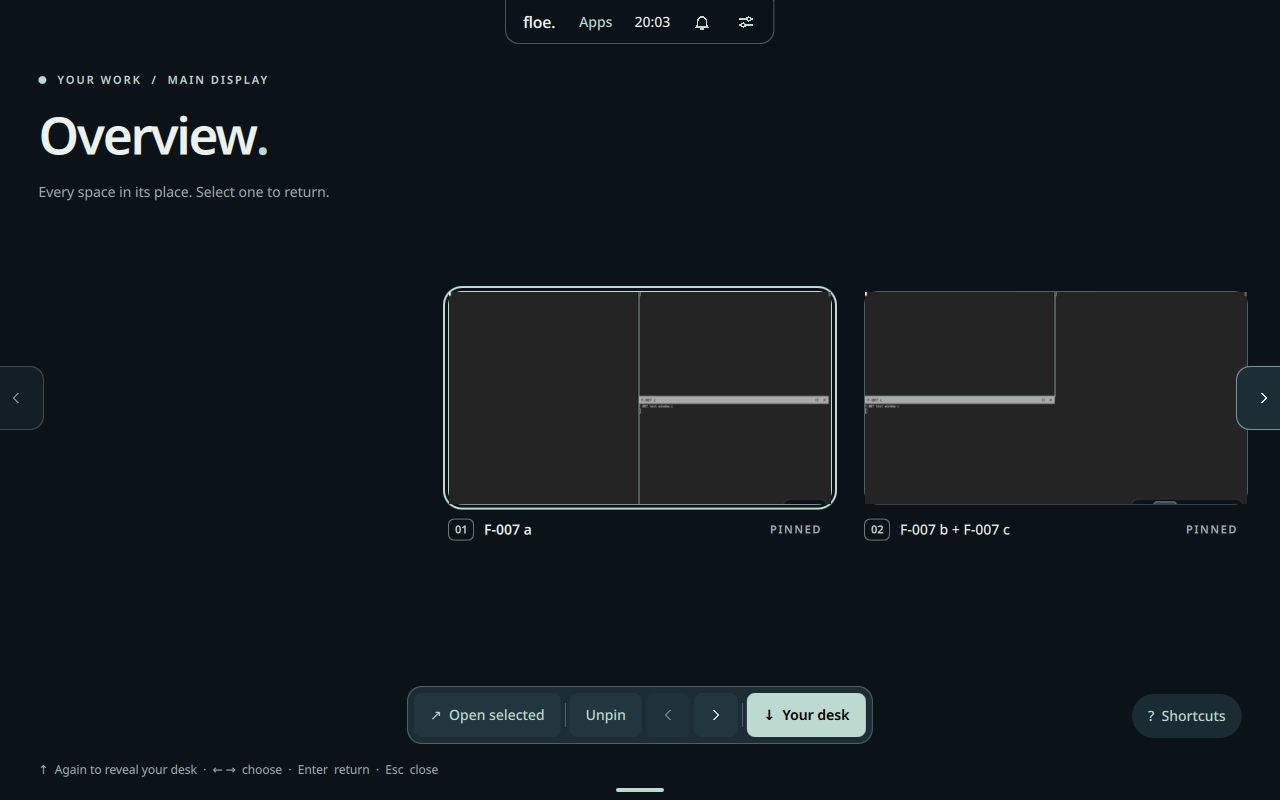 floe. Apps 20:03
YOUR WORK / MAIN DISPLAY
Overview.
Every space in its place. Select one to return.
01 F-007 a PINNED
02 F-007 b + F-007 c PINNED
↗ Open selected Unpin ↓ Your desk
? Shortcuts
↑ Again to reveal your desk · ←→ choose · Enter return · Esc close